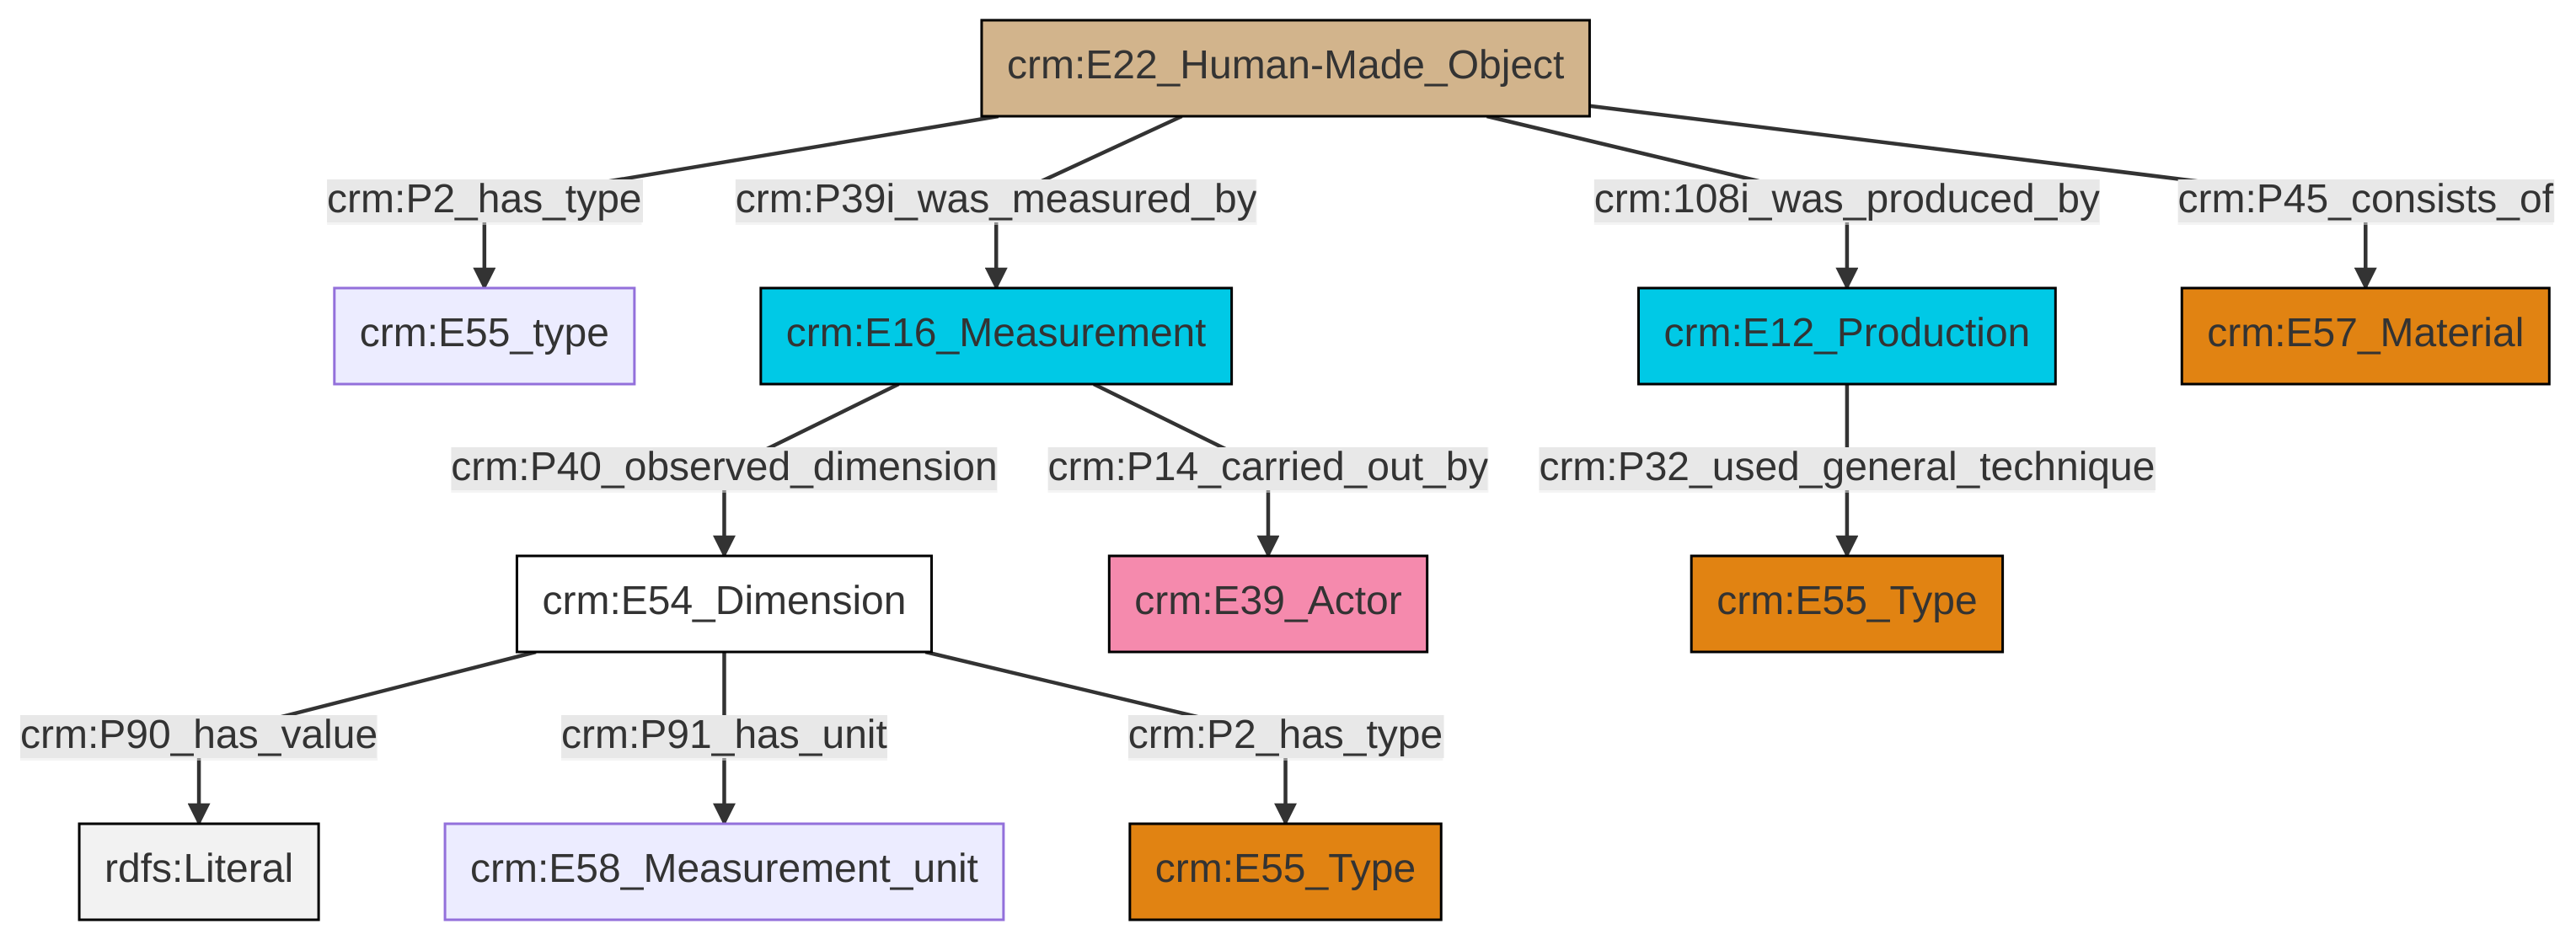 crm:E22_Human-Made_Object
crm:P2_has_type
crm:P39i_was_measured_by
crm:108i_was_produced_by
crm:P45_consists_of
crm:E55_type
crm:E16_Measurement
crm:E12_Production
crm:E57_Material
crm:P40_observed_dimension
crm:P14_carried_out_by
crm:P32_used_general_technique
crm:E54_Dimension
crm:E39_Actor
crm:E55_Type
crm:P90_has_value
crm:P91_has_unit
crm:P2_has_type
rdfs:Literal
crm:E58_Measurement_unit
crm:E55_Type